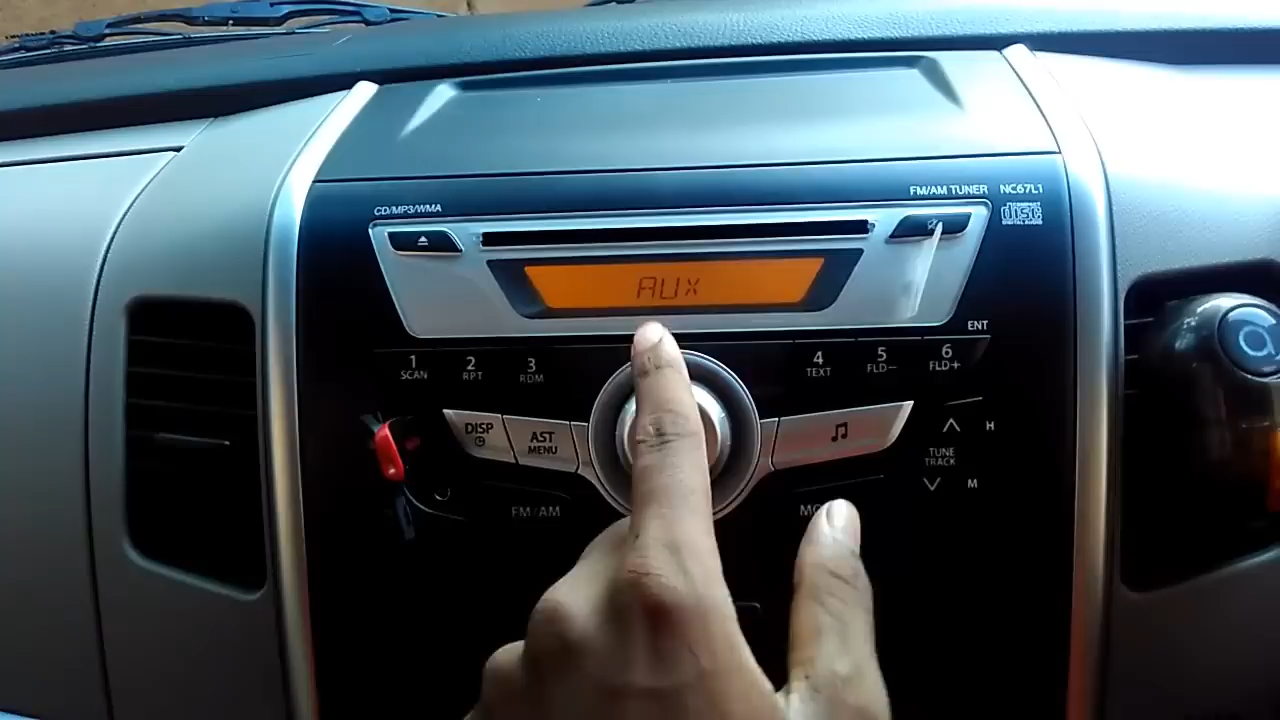 FM/AM TUNER NC67L1
CD/MP3/WMA
COMPACT
disc
DIGITAL AUDIO
AUX
ENT
1 2 3 4 5 6
SCAN RPT RDM TEXT FLD− FLD+
DISP
AST
MENU
H
TUNE
TRACK
M
FM/AM